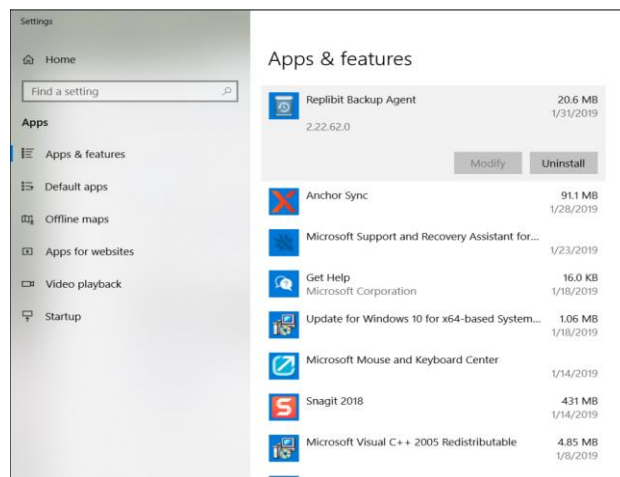 Settings
Home
Find a setting
Apps
Apps & features
Default apps
Offline maps
Apps for websites
Video playback
Startup
Apps & features
Replibit Backup Agent 20.6 MB
1/31/2019
2.22.62.0
Modify Uninstall
Anchor Sync 91.1 MB
1/28/2019
Microsoft Support and Recovery Assistant for...
1/23/2019
Get Help 16.0 KB
Microsoft Corporation 1/18/2019
Update for Windows 10 for x64-based System... 1.06 MB
1/18/2019
Microsoft Mouse and Keyboard Center
1/14/2019
Snagit 2018 431 MB
1/14/2019
Microsoft Visual C++ 2005 Redistributable 4.85 MB
1/8/2019